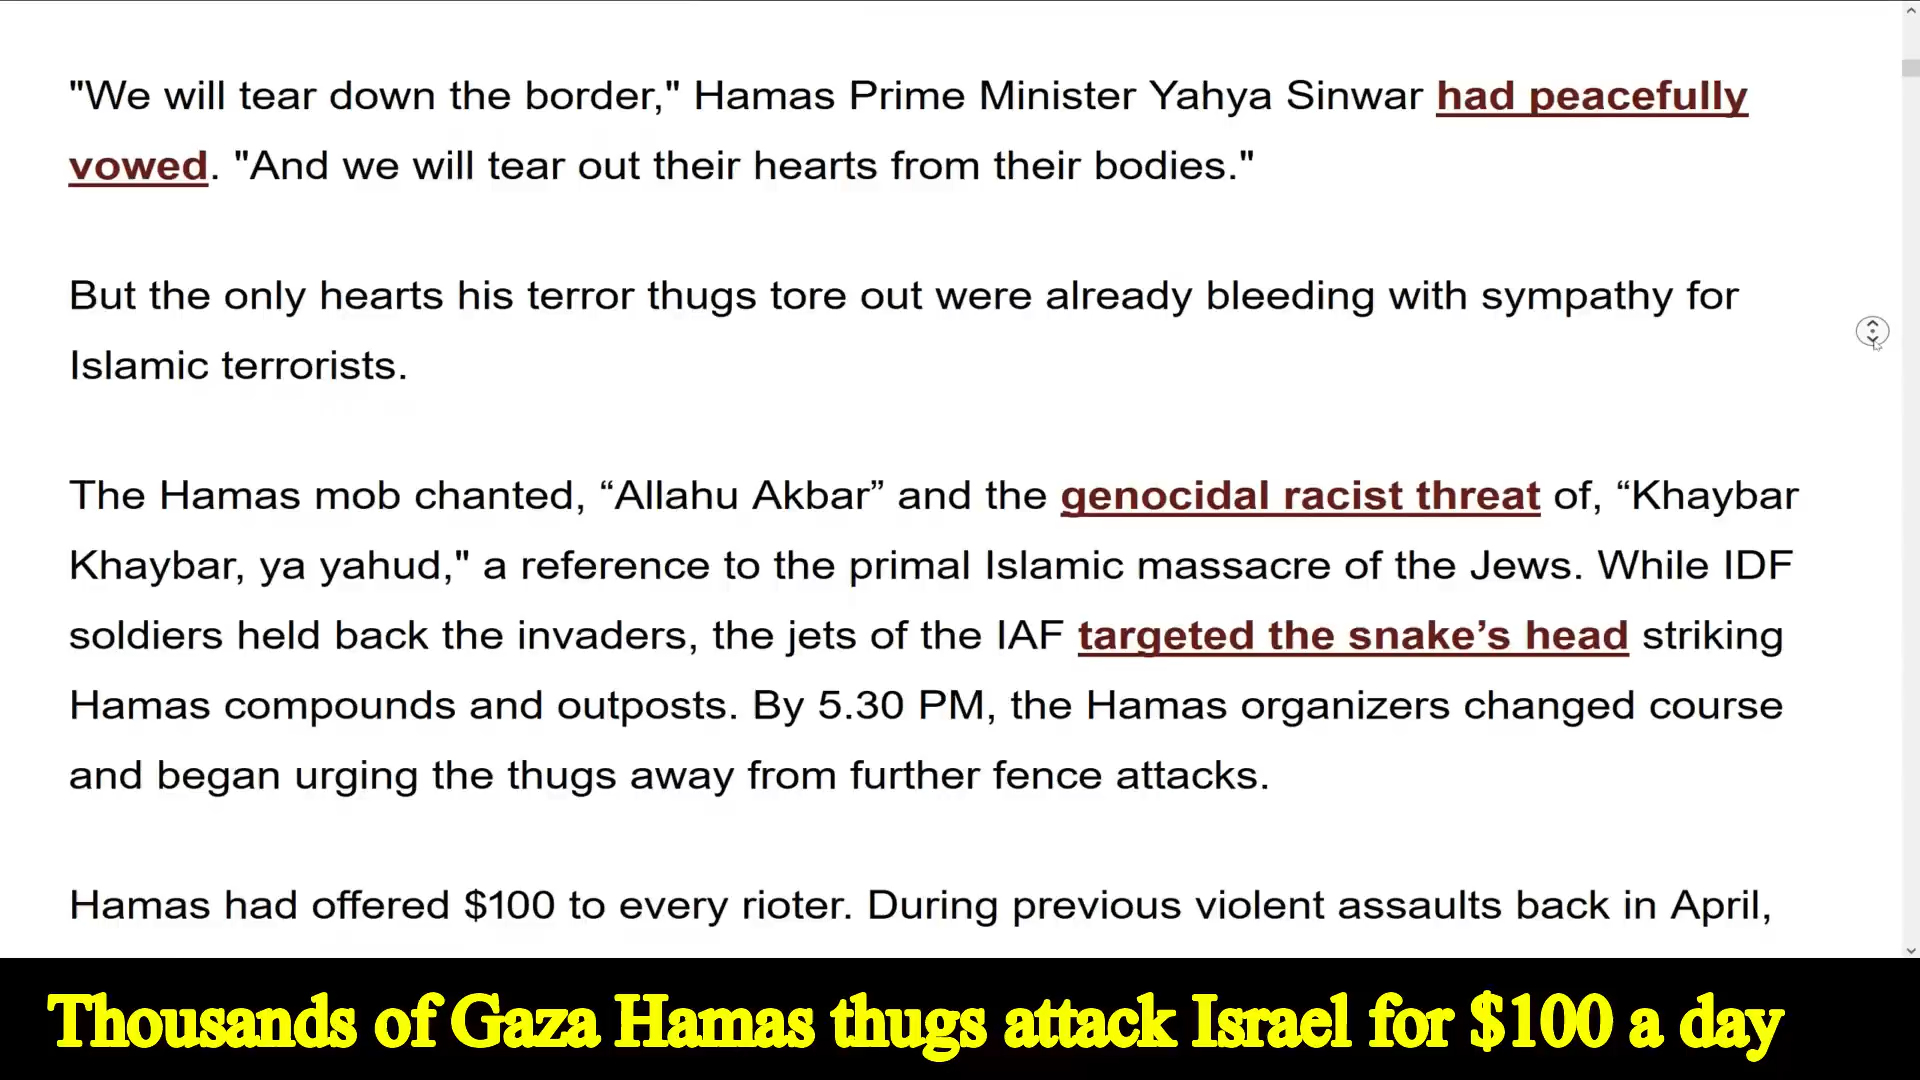 "We will tear down the border," Hamas Prime Minister Yahya Sinwar had peacefully
vowed. "And we will tear out their hearts from their bodies."
But the only hearts his terror thugs tore out were already bleeding with sympathy for
Islamic terrorists.
The Hamas mob chanted, “Allahu Akbar” and the genocidal racist threat of, “Khaybar
Khaybar, ya yahud," a reference to the primal Islamic massacre of the Jews. While IDF
soldiers held back the invaders, the jets of the IAF targeted the snake’s head striking
Hamas compounds and outposts. By 5.30 PM, the Hamas organizers changed course
and began urging the thugs away from further fence attacks.
Hamas had offered $100 to every rioter. During previous violent assaults back in April,
Thousands of Gaza Hamas thugs attack Israel for $100 a day